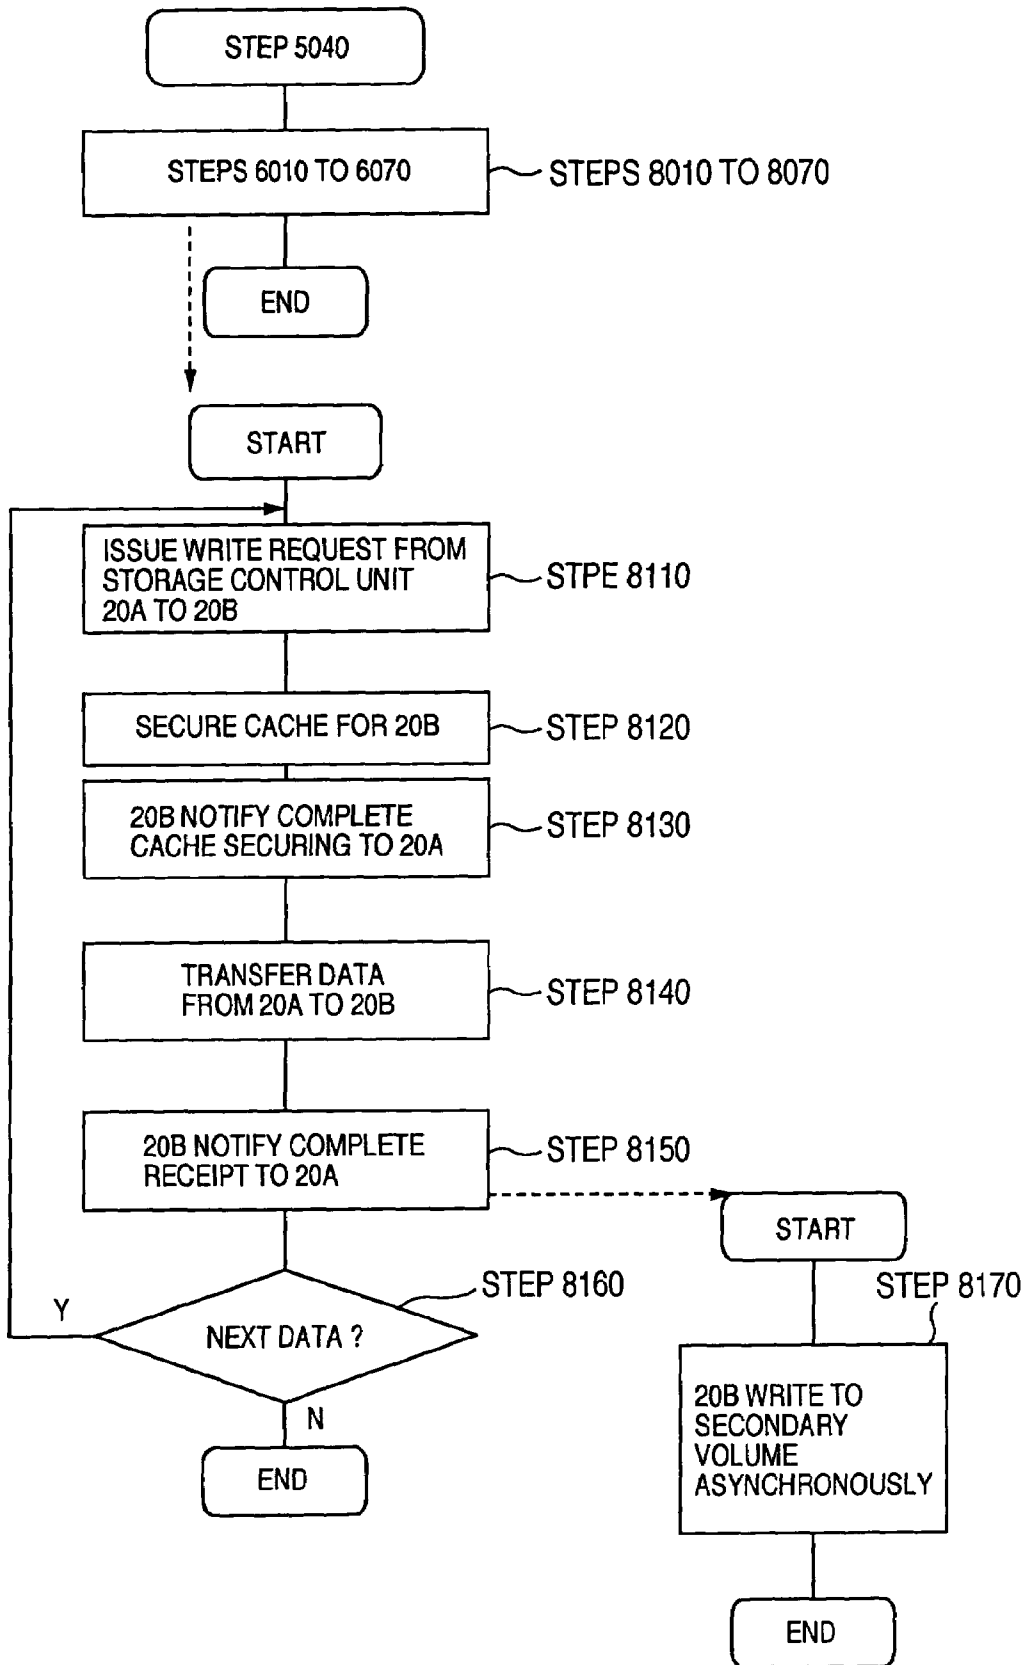 STEP 5040
STEPS 6010 TO 6070
STEPS 8010 TO 8070
END
START
ISSUE WRITE REQUEST FROM
STORAGE CONTROL UNIT
20A TO 20B
STPE 8110
SECURE CACHE FOR 20B
STEP 8120
20B NOTIFY COMPLETE
CACHE SECURING TO 20A
STEP 8130
TRANSFER DATA
FROM 20A TO 20B
STEP 8140
20B NOTIFY COMPLETE
RECEIPT TO 20A
STEP 8150
START
STEP 8160
STEP 8170
Y
NEXT DATA ?
N
END
20B WRITE TO
SECONDARY
VOLUME
ASYNCHRONOUSLY
END